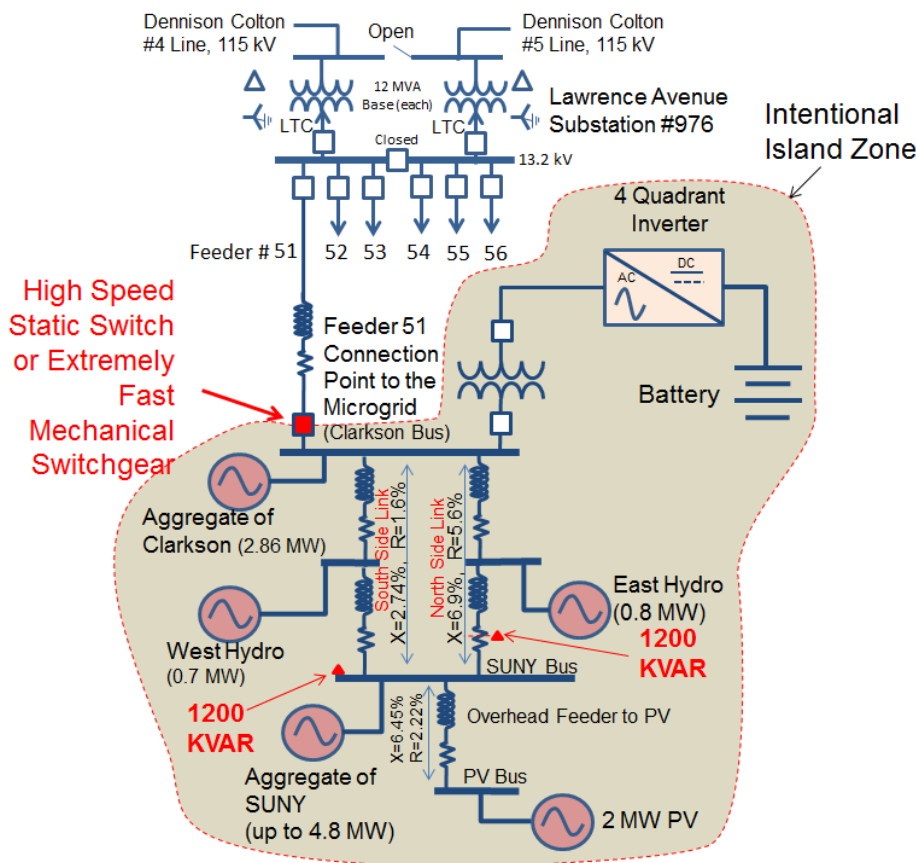 Dennison Colton
#4 Line, 115 kV
Open
Dennison Colton
#5 Line, 115 kV
12 MVA
Base (each)
LTC
LTC
Lawrence Avenue
Substation #976
Closed
13.2 kV
Intentional
Island Zone
4 Quadrant
Inverter
AC
DC
Feeder # 51
52
53
54
55
56
High Speed
Static Switch
or Extremely
Fast
Mechanical
Switchgear
Feeder 51
Connection
Point to the
Microgrid
(Clarkson Bus)
Battery
Aggregate of
Clarkson (2.86 MW)
South Side Link
X=2.74%, R=1.6%
North Side Link
X=6.9%, R=5.6%
West Hydro
(0.7 MW)
East Hydro
(0.8 MW)
1200
KVAR
SUNY Bus
1200
KVAR
X=6.45%
R=2.22%
Overhead Feeder to PV
Aggregate of
SUNY
(up to 4.8 MW)
PV Bus
2 MW PV